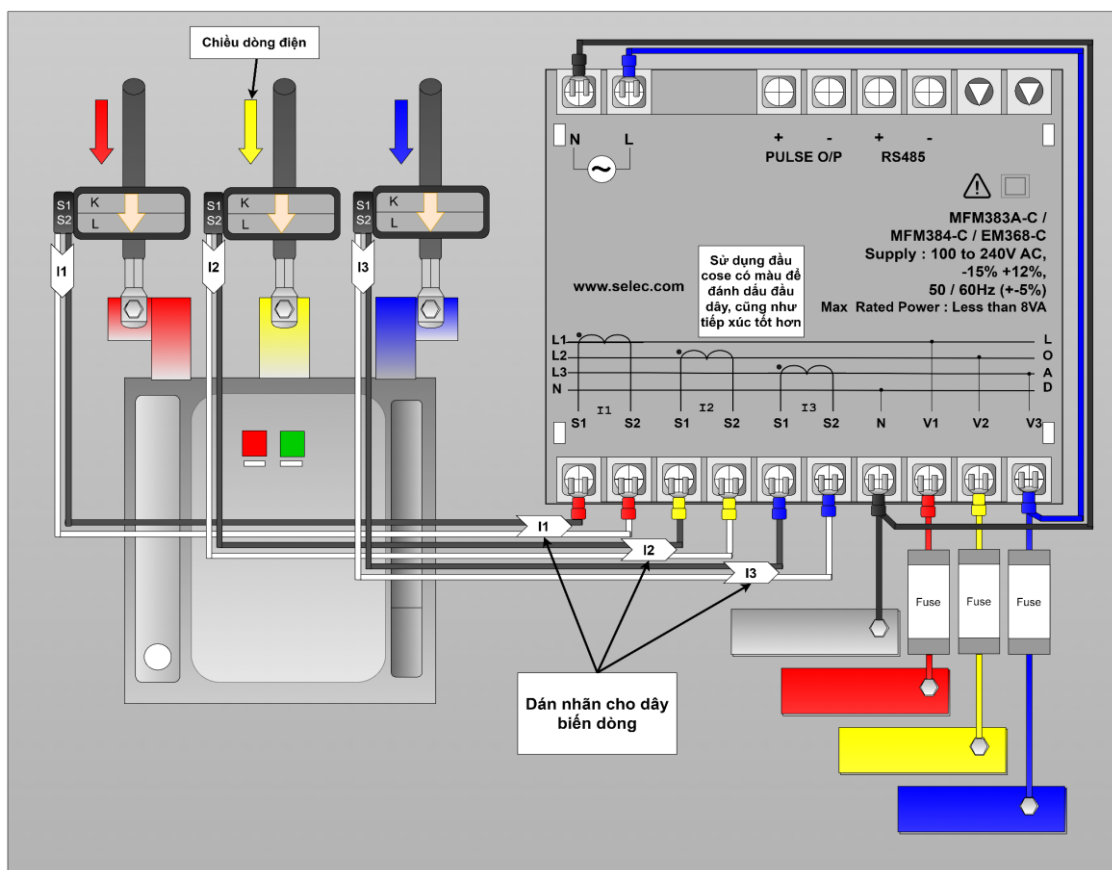 Chiều dòng điện
N L
+ - + -
PULSE O/P RS485
S1 K
S2 L
S1 K
S2 L
S1 K
S2 L
I1
I2
I3
MFM383A-C /
MFM384-C / EM368-C
Supply : 100 to 240V AC,
-15% +12%,
50 / 60Hz (+-5%)
Max Rated Power : Less than 8VA
www.selec.com
Sử dụng đầu
cose có màu để
đánh dấu đầu
dây, cũng như
tiếp xúc tốt hơn
L1 L
L2 O
L3 A
N D
I1 I2 I3
S1 S2 S1 S2 S1 S2 N V1 V2 V3
I1
I2
I3
Fuse Fuse Fuse
Dán nhãn cho dây
biến dòng